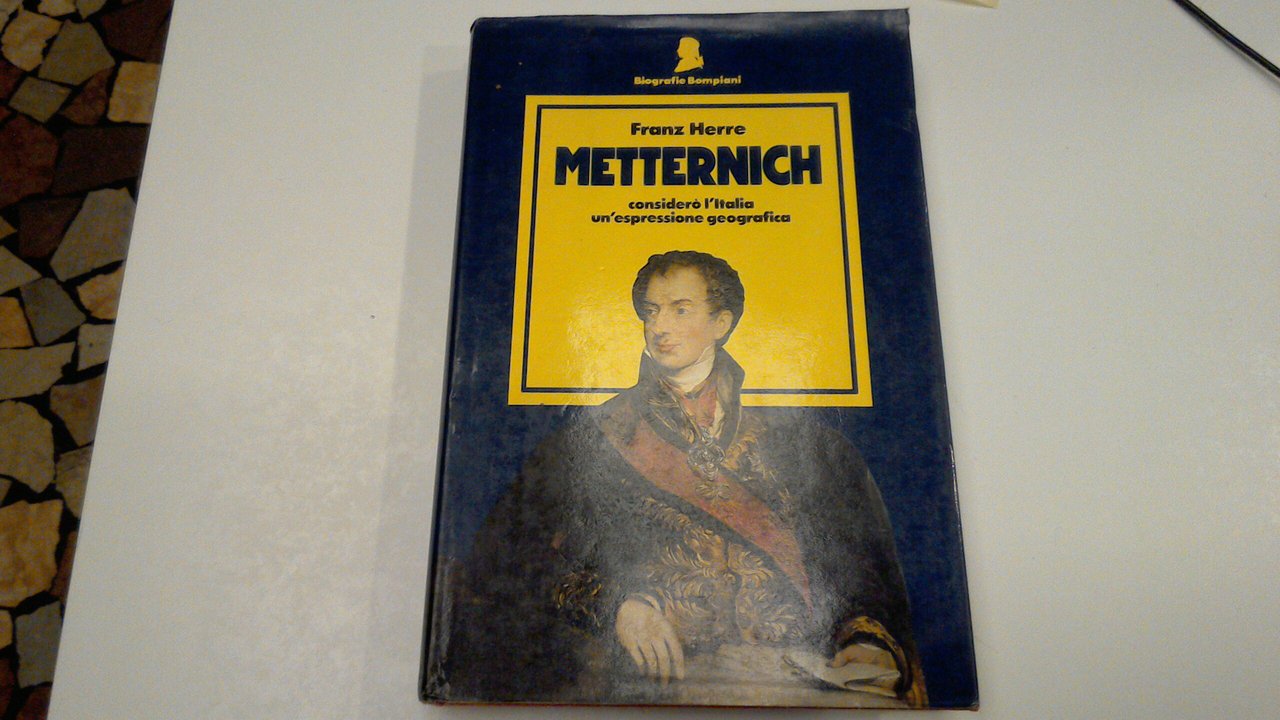 Biografie Bompiani
Franz Herre
METTERNICH
considerò l'Italia
un'espressione geografica